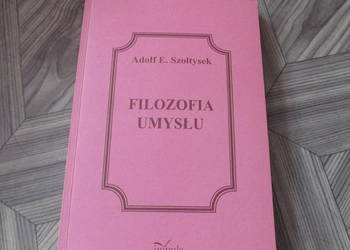 Adolf E. Szołtysek
FILOZOFIA
UMYSŁU